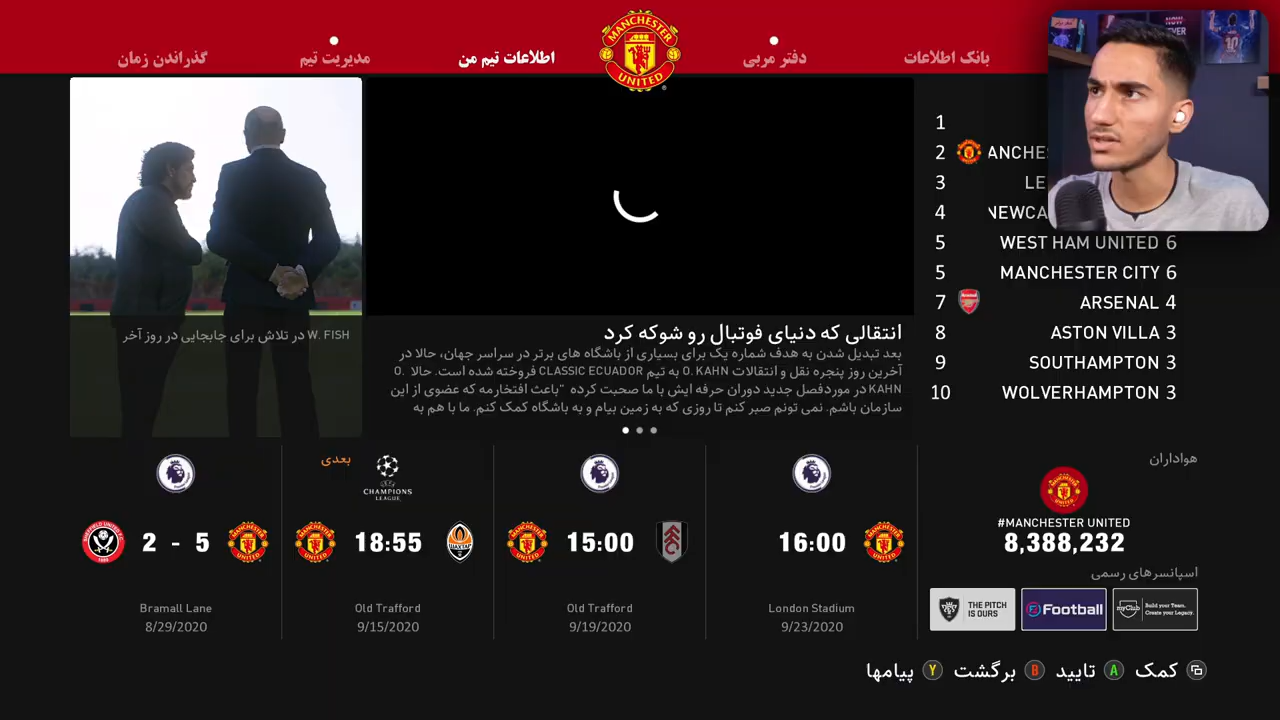 بانک اطلاعات
دفتر مربی
MANCHESTER
UNITED
اطلاعات تیم من
مدیریت تیم
گذراندن زمان
W. FISH در تلاش برای جابجایی در روز آخر
انتقالی که دنیای فوتبال رو شوکه کرد
بعد تبدیل شدن به هدف شماره یک برای بسیاری از باشگاه های برتر در سراسر جهان، حالا در
آخرین روز پنجره نقل و انتقالات O. KAHN به تیم CLASSIC ECUADOR فروخته شده است. حالا O.
KAHN در موردفصل جدید دوران حرفه ایش با ما صحبت کرده "باعث افتخارمه که عضوی از این
سازمان باشم. نمی تونم صبر کنم تا روزی که به زمین بیام و به باشگاه کمک کنم. ما با هم به
1
2 ANCHES
3 LE
4 NEWCA
5 WEST HAM UNITED 6
5 MANCHESTER CITY 6
7 ARSENAL 4
8 ASTON VILLA 3
9 SOUTHAMPTON 3
10 WOLVERHAMPTON 3
2 - 5
Bramall Lane
8/29/2020
بعدی
CHAMPIONS
LEAGUE
18:55
Old Trafford
9/15/2020
15:00
Old Trafford
9/19/2020
16:00
London Stadium
9/23/2020
هواداران
#MANCHESTER UNITED
8,388,232
اسپانسرهای رسمی
THE PITCH
IS OURS
eFootball
myClub
Build your Team.
Create your Legacy.
کمک
A تایید
B برگشت
Y پیامها